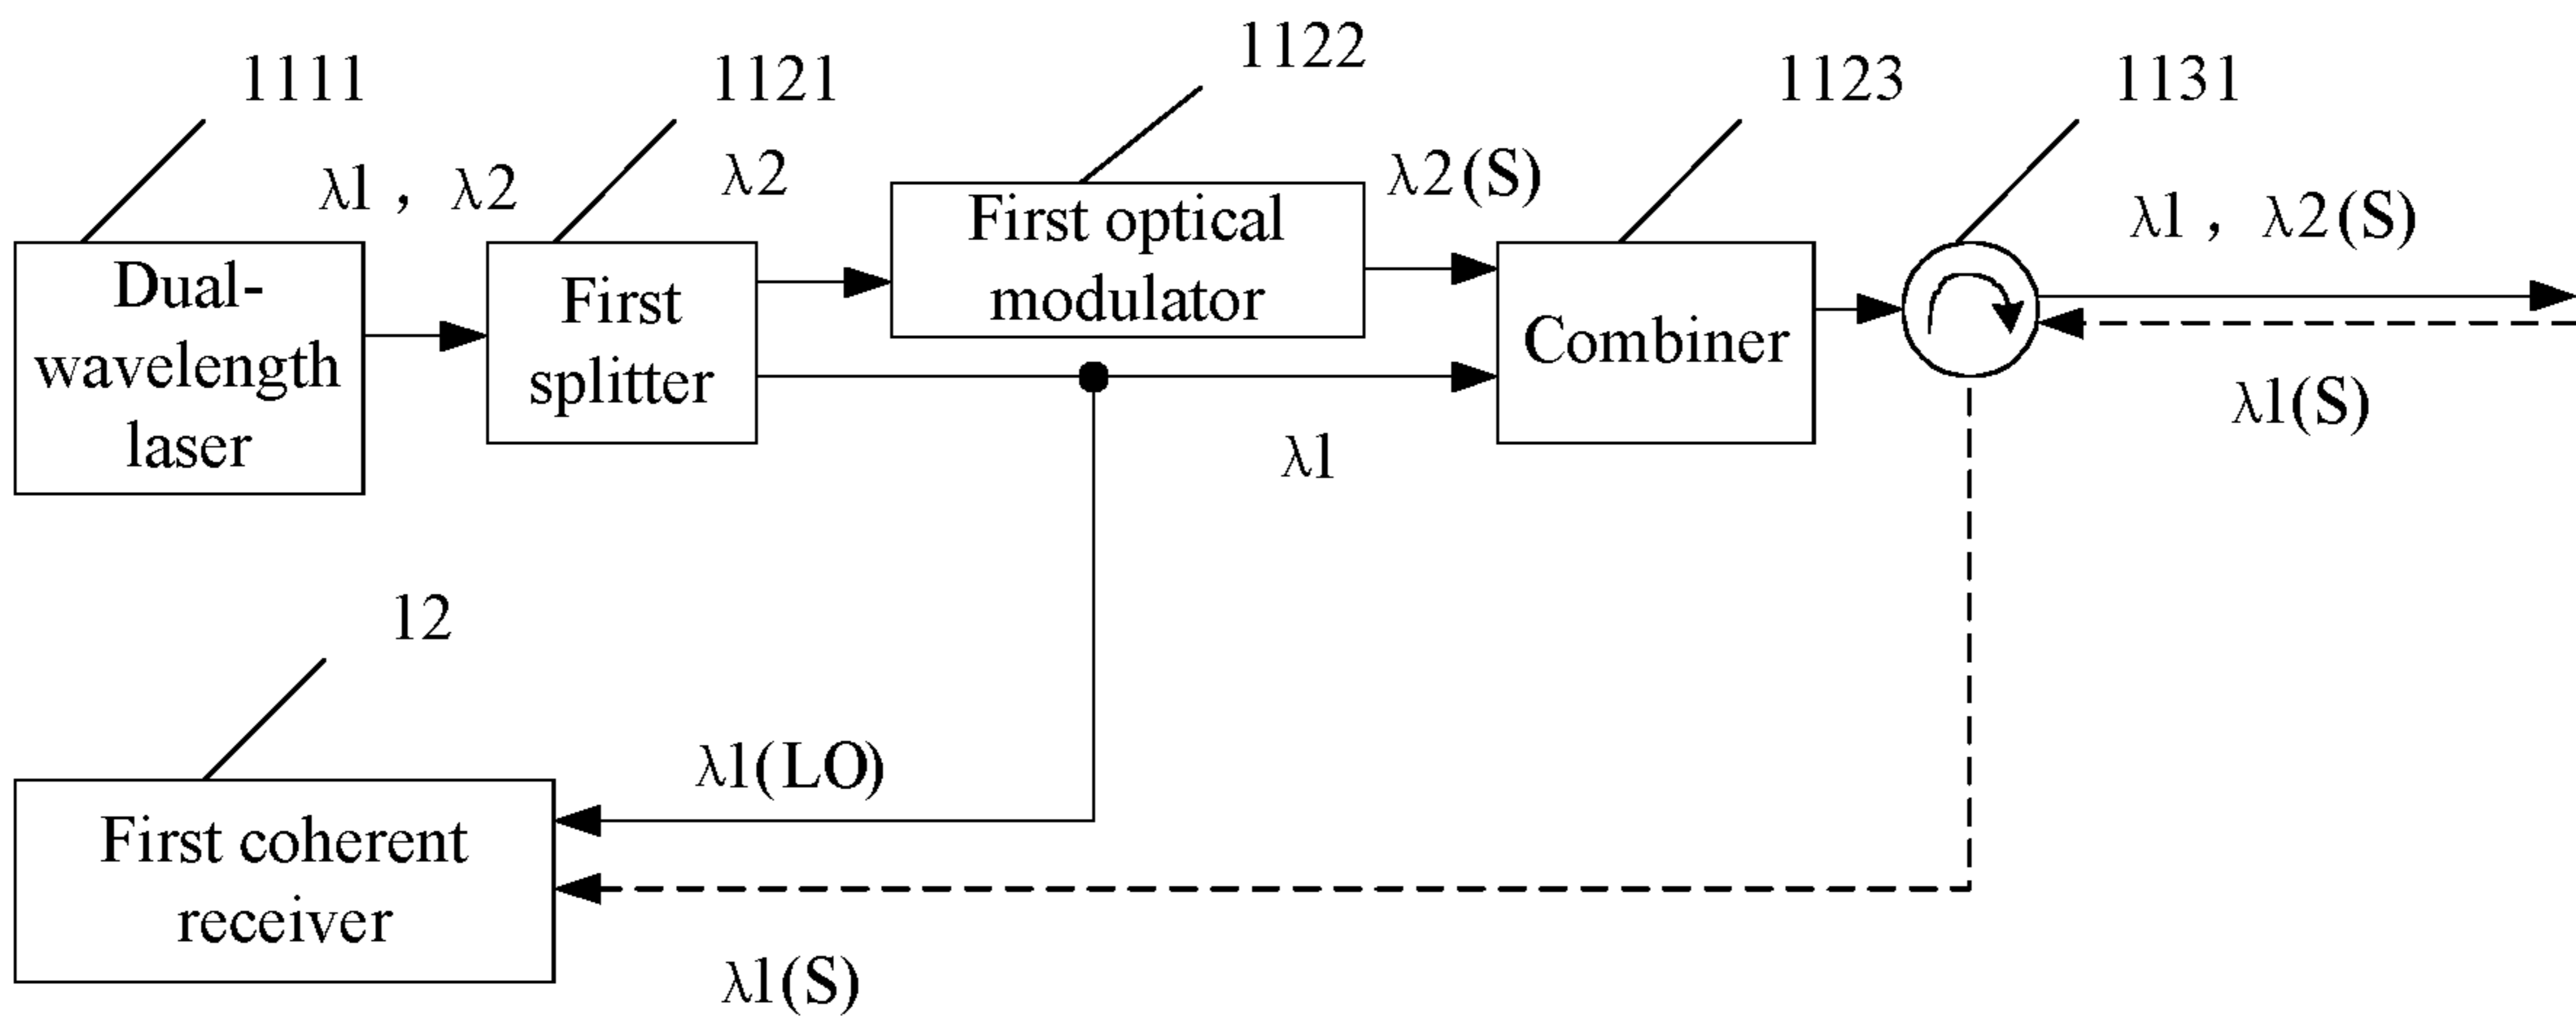 1111
1121
1122
1123
1131
λ1 , λ2
λ2
λ2(S)
λ1 , λ2(S)
Dual-
wavelength
laser
First
splitter
First optical
modulator
Combiner
λ1
λ1(S)
12
λ1(LO)
First coherent
receiver
λ1(S)